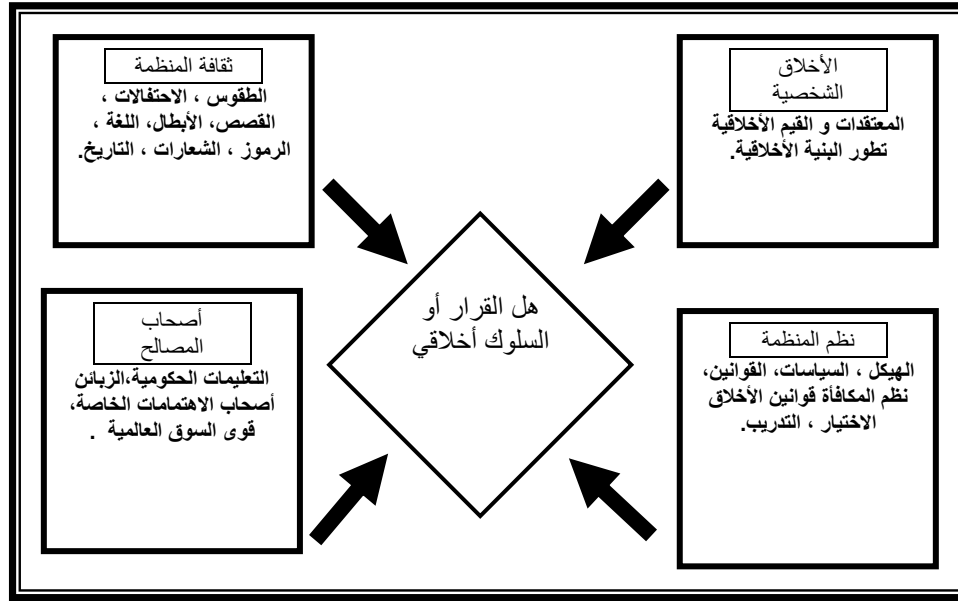 الأخلاق
الشخصية
المعتقدات و القيم الأخلاقية
تطور البنية الأخلاقية.
ثقافة المنظمة
الطقوس ، الاحتفالات ،
القصص، الأبطال، اللغة ،
الرموز ، الشعارات ، التاريخ.
هل القرار أو
السلوك أخلاقي
نظم المنظمة
الهيكل ، السياسات، القوانين،
نظم المكافأة قوانين الأخلاق
الاختيار ، التدريب.
أصحاب
المصالح
التعليمات الحكومية،الزبائن
أصحاب الاهتمامات الخاصة،
قوى السوق العالمية .